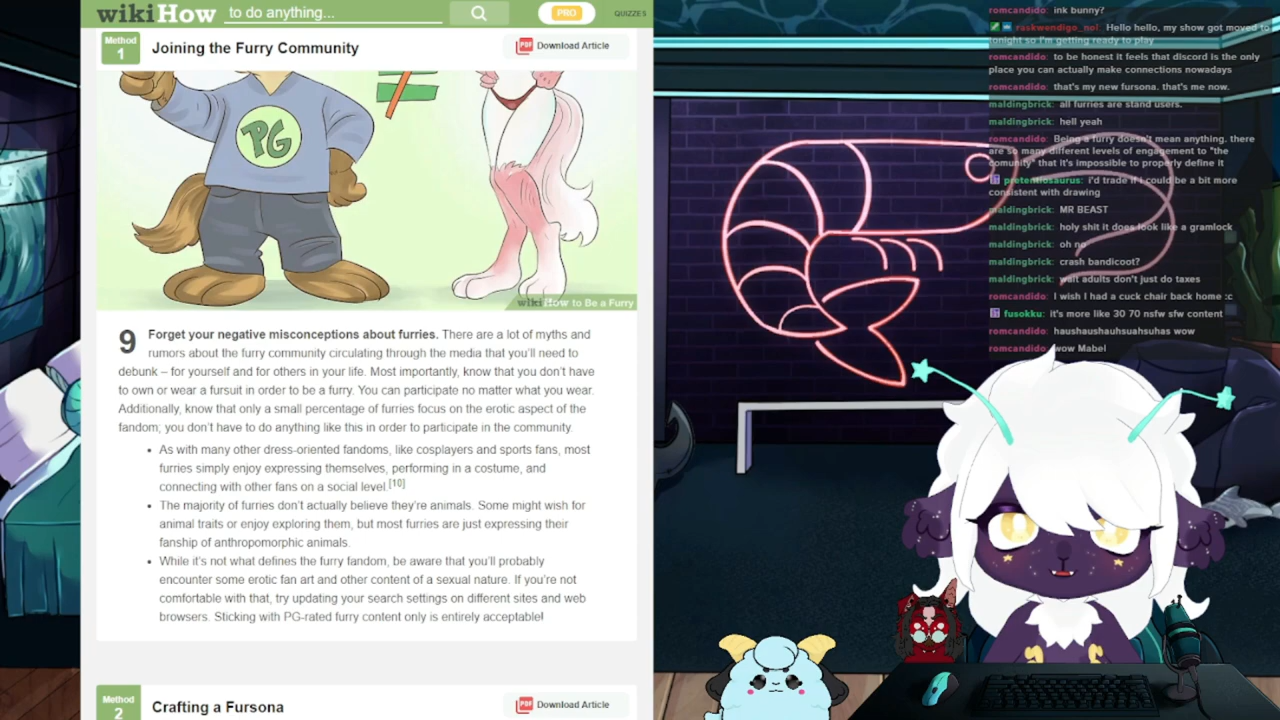 wikiHow to do anything... PRO QUIZZES
Method 1 Joining the Furry Community Download Article
PG
wikiHow to Be a Furry
9 Forget your negative misconceptions about furries. There are a lot of myths and
rumors about the furry community circulating through the media that you'll need to
debunk – for yourself and for others in your life. Most importantly, know that you don't have
to own or wear a fursuit in order to be a furry. You can participate no matter what you wear.
Additionally, know that only a small percentage of furries focus on the erotic aspect of the
fandom; you don't have to do anything like this in order to participate in the community.
• As with many other dress-oriented fandoms, like cosplayers and sports fans, most
furries simply enjoy expressing themselves, performing in a costume, and
connecting with other fans on a social level.[10]
• The majority of furries don't actually believe they're animals. Some might wish for
animal traits or enjoy exploring them, but most furries are just expressing their
fanship of anthropomorphic animals.
• While it's not what defines the furry fandom, be aware that you'll probably
encounter some erotic fan art and other content of a sexual nature. If you're not
comfortable with that, try updating your search settings on different sites and web
browsers. Sticking with PG-rated furry content only is entirely acceptable!
Method 2 Crafting a Fursona Download Article
romcandido: ink bunny?
raskwendigo_nol: Hello hello, my show got moved to
tonight so I'm getting ready to play
romcandido: to be honest it feels that discord is the only
place you can actually make connections nowadays
romcandido: that's my new fursona. that's me now.
maldingbrick: all furries are stand users.
maldingbrick: hell yeah
romcandido: Being a furry doesn't mean anything. there
are so many different levels of engagement to "the
comunity" that it's impossible to properly define it
pretentiosaurus: i'd trade if i could be a bit more
consistent with drawing
maldingbrick: MR BEAST
maldingbrick: holy shit it does look like a gramlock
maldingbrick: oh no
maldingbrick: crash bandicoot?
maldingbrick: wait adults don't just do taxes
romcandido: I wish I had a cuck chair back home :c
fusokku: it's more like 30 70 nsfw sfw content
romcandido: haushaushauhsuahsuhas wow
romcandido: wow Mabel